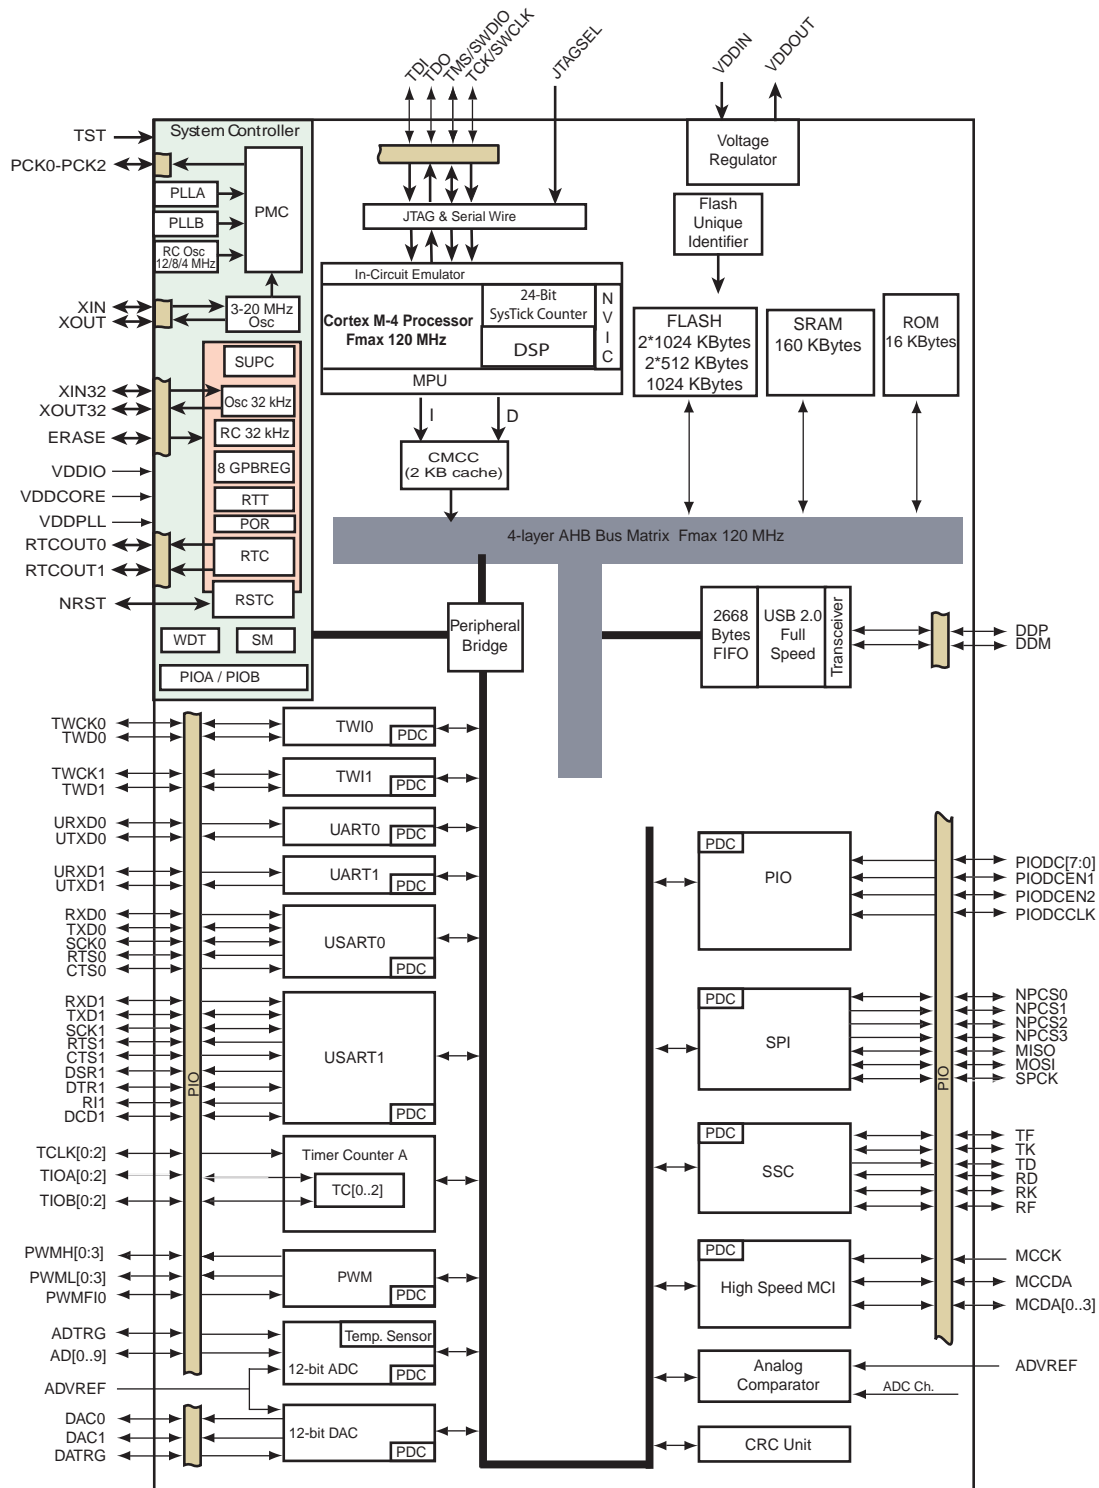 TDI
TDO
TMS/SWDIO
TCK/SWCLK
JTAGSEL
VDDIN
VDDOUT
System Controller
TST
PCK0-PCK2
PLLA
PLLB
RC Osc
12/8/4 MHz
PMC
XIN
XOUT
3-20 MHz
Osc
SUPC
XIN32
XOUT32
Osc 32 kHz
ERASE
RC 32 kHz
VDDIO
8 GPBREG
VDDCORE
RTT
VDDPLL
POR
RTCOUT0
RTCOUT1
RTC
NRST
RSTC
WDT
SM
PIOA / PIOB
JTAG & Serial Wire
In-Circuit Emulator
Cortex M-4 Processor
Fmax 120 MHz
24-Bit
SysTick Counter
DSP
N
V
I
C
MPU
I
D
CMCC
(2 KB cache)
Voltage
Regulator
Flash
Unique
Identifier
FLASH
2*1024 KBytes
2*512 KBytes
1024 KBytes
SRAM
160 KBytes
ROM
16 KBytes
4-layer AHB Bus Matrix Fmax 120 MHz
Peripheral
Bridge
2668
Bytes
FIFO
USB 2.0
Full
Speed
Transceiver
DDP
DDM
TWCK0
TWD0
TWI0
PDC
TWCK1
TWD1
TWI1
PDC
URXD0
UTXD0
UART0
PDC
URXD1
UTXD1
UART1
PDC
RXD0
TXD0
SCK0
RTS0
CTS0
USART0
PDC
RXD1
TXD1
SCK1
RTS1
CTS1
DSR1
DTR1
RI1
DCD1
PIO
USART1
PDC
TCLK[0:2]
TIOA[0:2]
TIOB[0:2]
Timer Counter A
TC[0..2]
PWMH[0:3]
PWML[0:3]
PWMFI0
PWM
PDC
ADTRG
AD[0..9]
ADVREF
Temp. Sensor
12-bit ADC
PDC
DAC0
DAC1
DATRG
12-bit DAC
PDC
PDC
PIO
PIODC[7:0]
PIODCEN1
PIODCEN2
PIODCCLK
PDC
SPI
NPCS0
NPCS1
NPCS2
NPCS3
MISO
MOSI
SPCK
PIO
PDC
SSC
TF
TK
TD
RD
RK
RF
PDC
High Speed MCI
MCCK
MCCDA
MCDA[0..3]
Analog
Comparator
ADVREF
ADC Ch.
CRC Unit